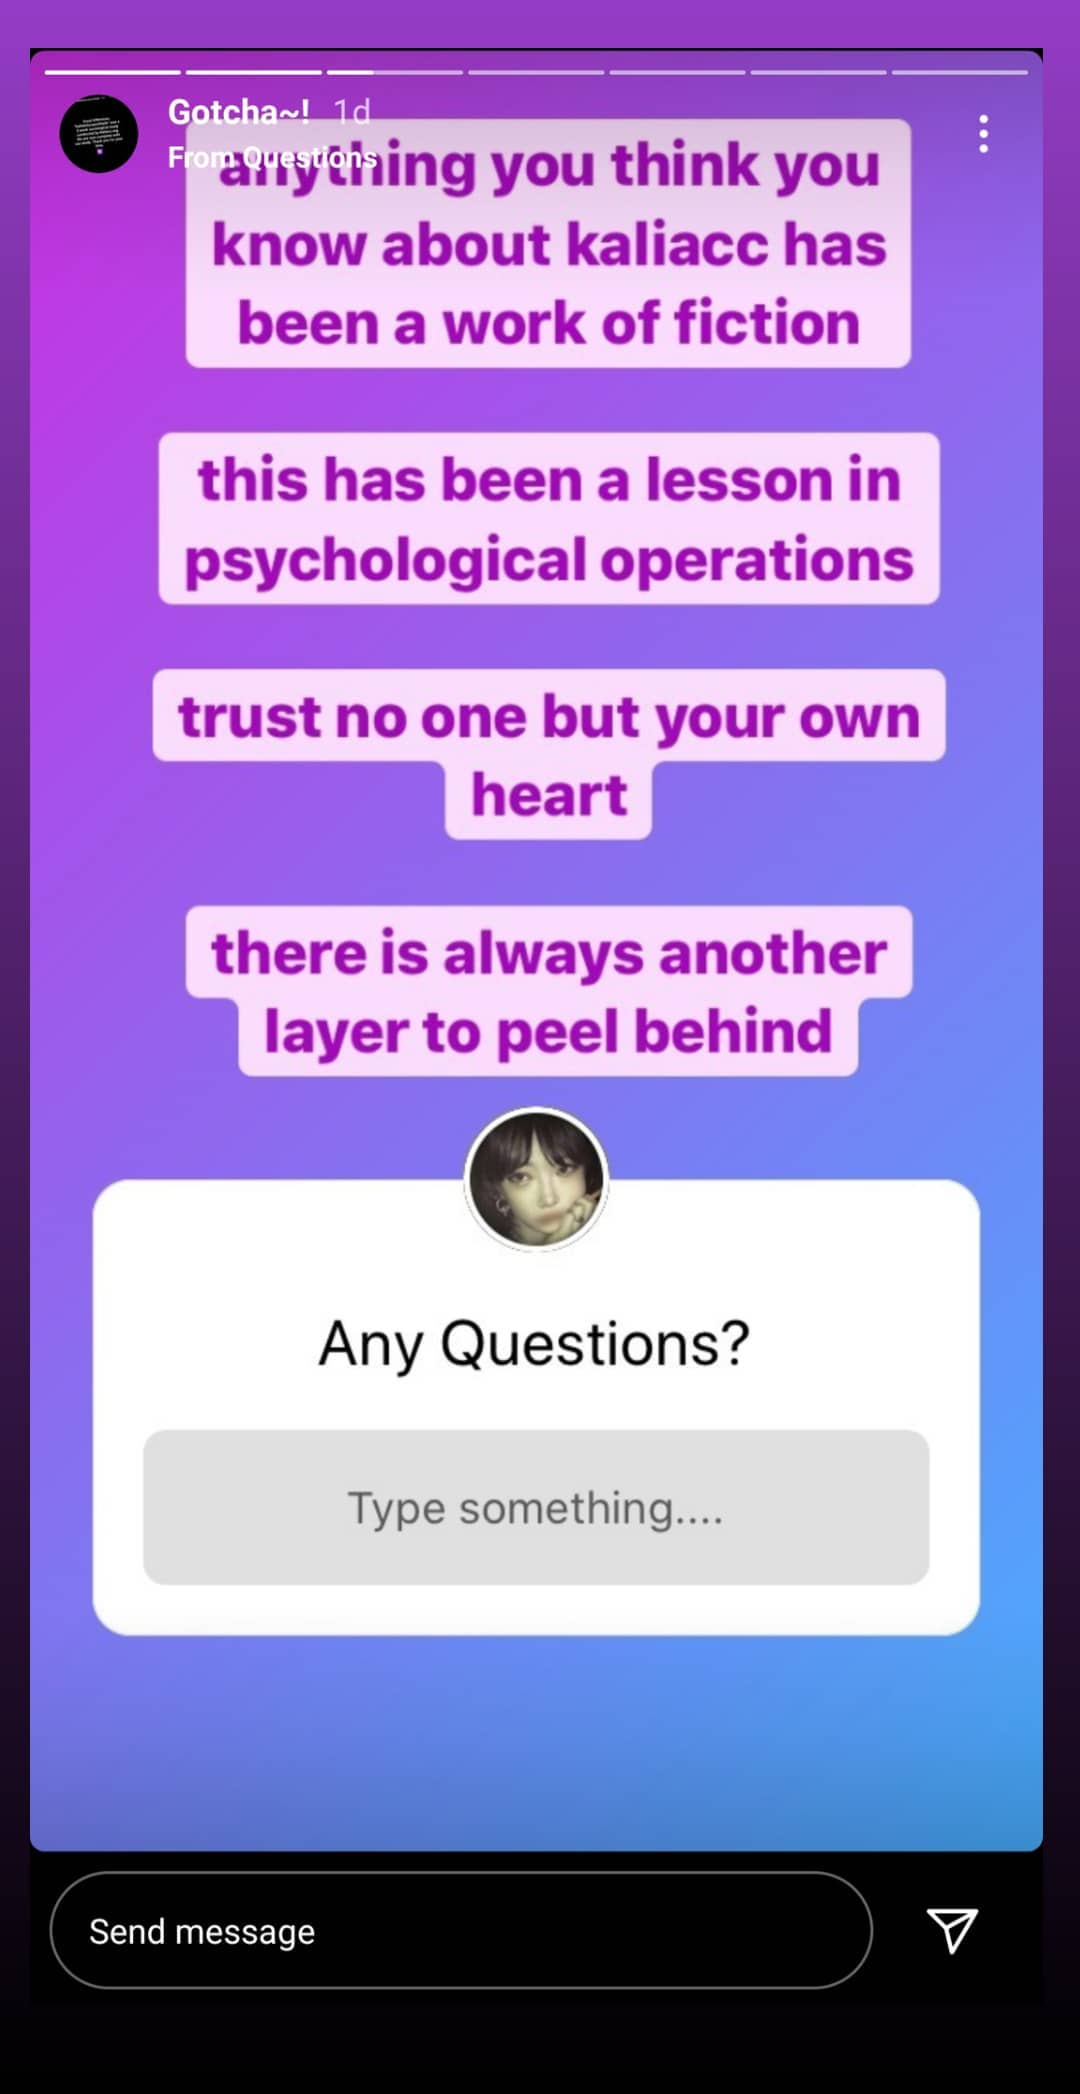 Gotcha~! 1d
From Questions
anything you think you
know about kaliacc has
been a work of fiction
this has been a lesson in
psychological operations
trust no one but your own
heart
there is always another
layer to peel behind
Any Questions?
Type something....
Send message